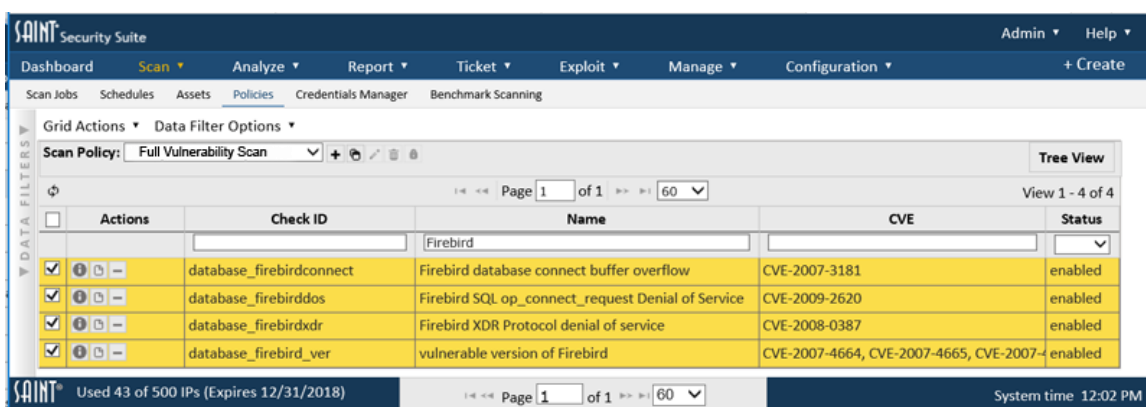 SAINT Security Suite Admin ▼ Help ▼
Dashboard Scan ▼ Analyze ▼ Report ▼ Ticket ▼ Exploit ▼ Manage ▼ Configuration ▼ + Create
Scan Jobs Schedules Assets Policies Credentials Manager Benchmark Scanning
Grid Actions ▼ Data Filter Options ▼
DATA FILTERS
Scan Policy: Full Vulnerability Scan Tree View
Page 1 of 1 60 View 1 - 4 of 4
Actions Check ID Name CVE Status
Firebird
database_firebirdconnect Firebird database connect buffer overflow CVE-2007-3181 enabled
database_firebirddos Firebird SQL op_connect_request Denial of Service CVE-2009-2620 enabled
database_firebirdxdr Firebird XDR Protocol denial of service CVE-2008-0387 enabled
database_firebird_ver vulnerable version of Firebird CVE-2007-4664, CVE-2007-4665, CVE-2007- enabled
SAINT® Used 43 of 500 IPs (Expires 12/31/2018) Page 1 of 1 60 System time 12:02 PM